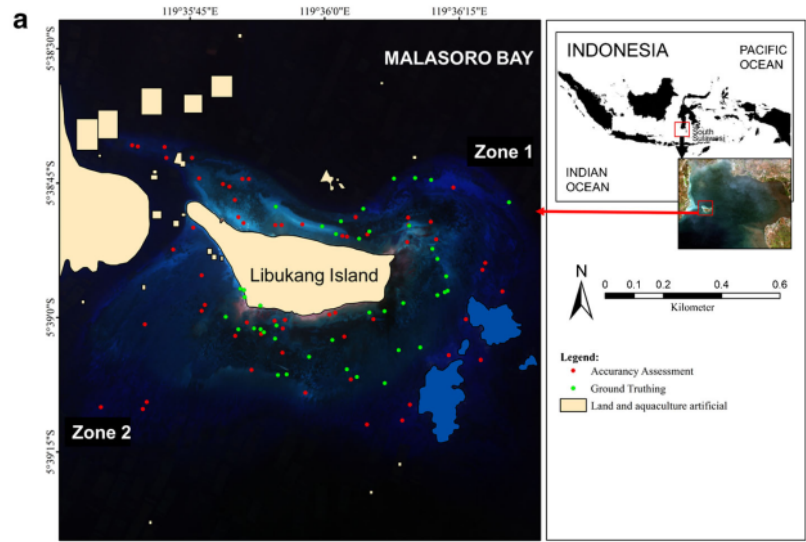 a
119°35'45"E
119°36'0"E
119°36'15"E
5°38'30"S
5°38'45"S
5°39'0"S
5°39'15"S
MALASORO BAY
Zone 1
Libukang Island
Zone 2
INDONESIA
PACIFIC
OCEAN
South
Sulawesi
INDIAN
OCEAN
N
0 0.1 0.2 0.4 0.6
Kilometer
Legend:
Accurancy Assessment
Ground Truthing
Land and aquaculture artificial